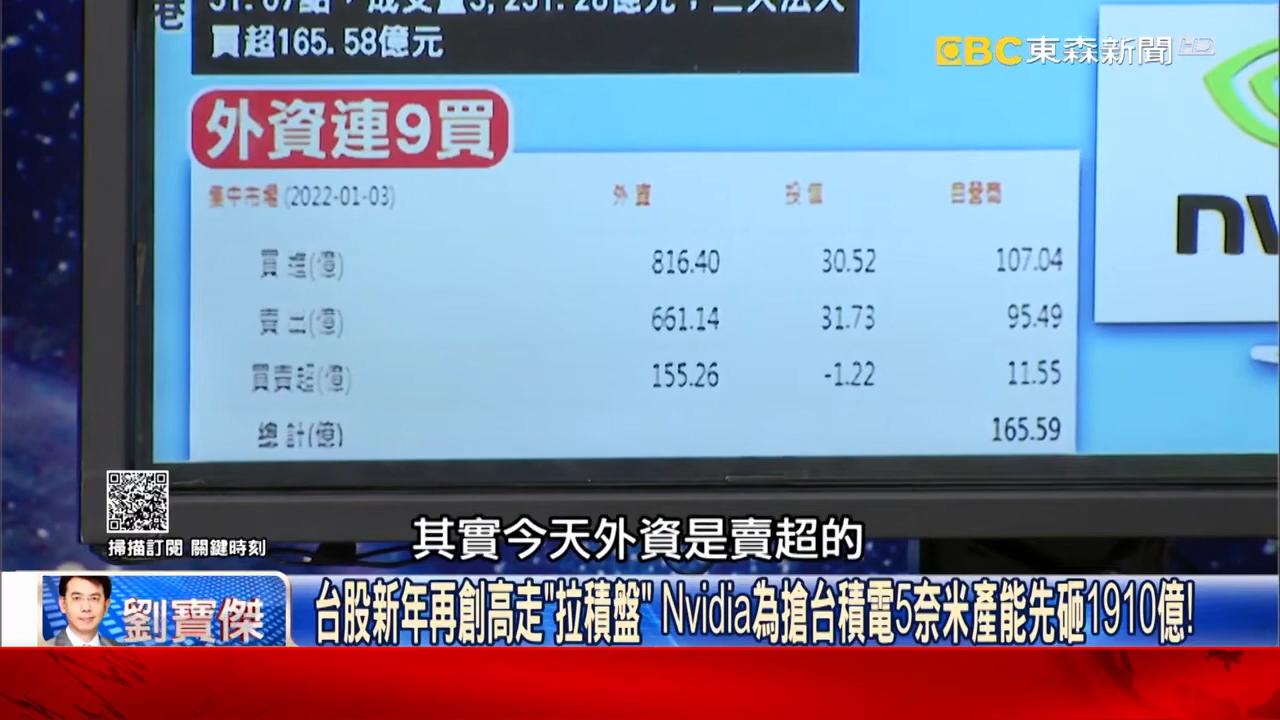 買超165.58億元
EBC東森新聞HD
外資連9買
集中市場(2022-01-03) 外資 投信 自營商
買進(億) 816.40 30.52 107.04
賣出(億) 661.14 31.73 95.49
買賣超(億) 155.26 -1.22 11.55
總計(億) 165.59
nv
其實今天外資是賣超的
掃描訂閱 關鍵時刻
劉寶傑
台股新年再創高走"拉積盤" Nvidia為搶台積電5奈米產能先砸1910億!